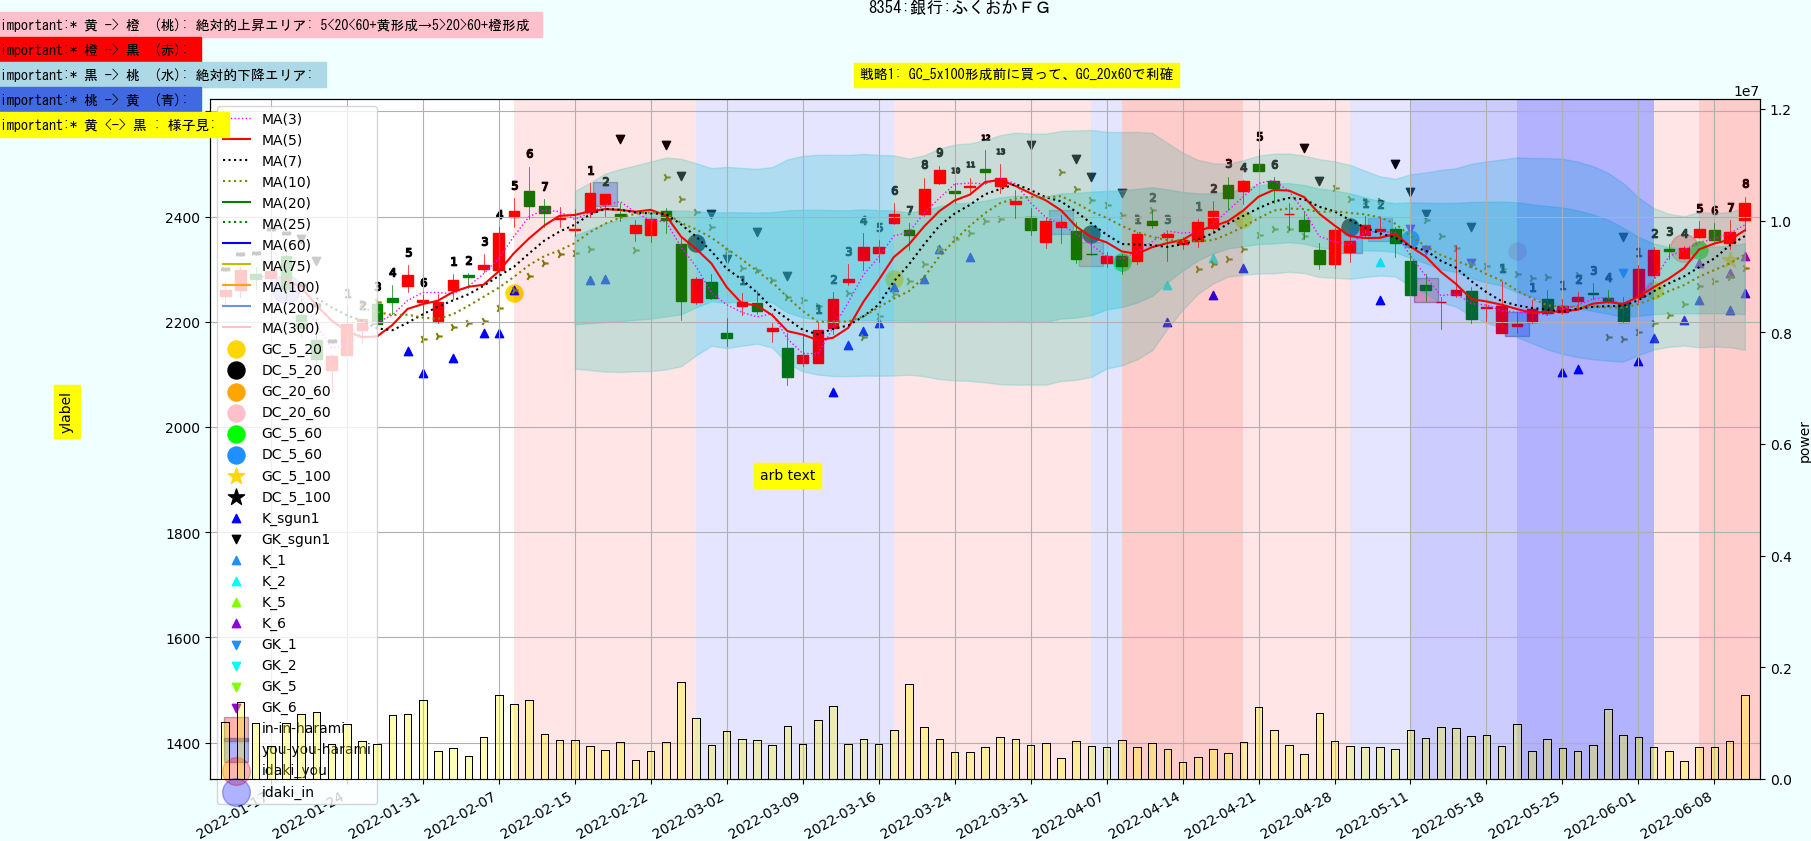 8354:銀行:ふくおかFG
important:* 黄 -> 橙 (桃): 絶対的上昇エリア: 5<20<60+黄形成→5>20>60+橙形成
important:* 橙 -> 黒 (赤):
important:* 黒 -> 桃 (水): 絶対的下降エリア:
戦略1: GC_5x100形成前に買って、GC_20x60で利確
important:* 桃 -> 黄 (青):
important:* 黄 <-> 黒 : 様子見:
1e7
MA(3)
MA(5)
MA(7)
MA(10)
MA(20)
MA(25)
MA(60)
MA(75)
MA(100)
MA(200)
MA(300)
GC_5_20
DC_5_20
GC_20_60
DC_20_60
GC_5_60
DC_5_60
GC_5_100
DC_5_100
K_sgun1
GK_sgun1
K_1
K_2
K_5
K_6
GK_1
GK_2
GK_5
GK_6
in-in-harami
you-you-harami
idaki_you
idaki_in
2400
2200
2000
1800
1600
1400
ylabel
arb text
1.2
1.0
0.8
0.6
0.4
0.2
0.0
power
2022-01-17
2022-01-24
2022-01-31
2022-02-07
2022-02-15
2022-02-22
2022-03-02
2022-03-09
2022-03-16
2022-03-24
2022-03-31
2022-04-07
2022-04-14
2022-04-21
2022-04-28
2022-05-11
2022-05-18
2022-05-25
2022-06-01
2022-06-08